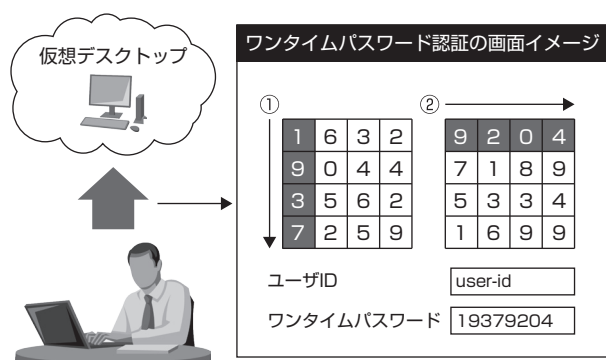 仮想デスクトップ
ワンタイムパスワード認証の画面イメージ
① ②
1 6 3 2 9 2 0 4
9 0 4 4 7 1 8 9
3 5 6 2 5 3 3 4
7 2 5 9 1 6 9 9
ユーザID user-id
ワンタイムパスワード 19379204